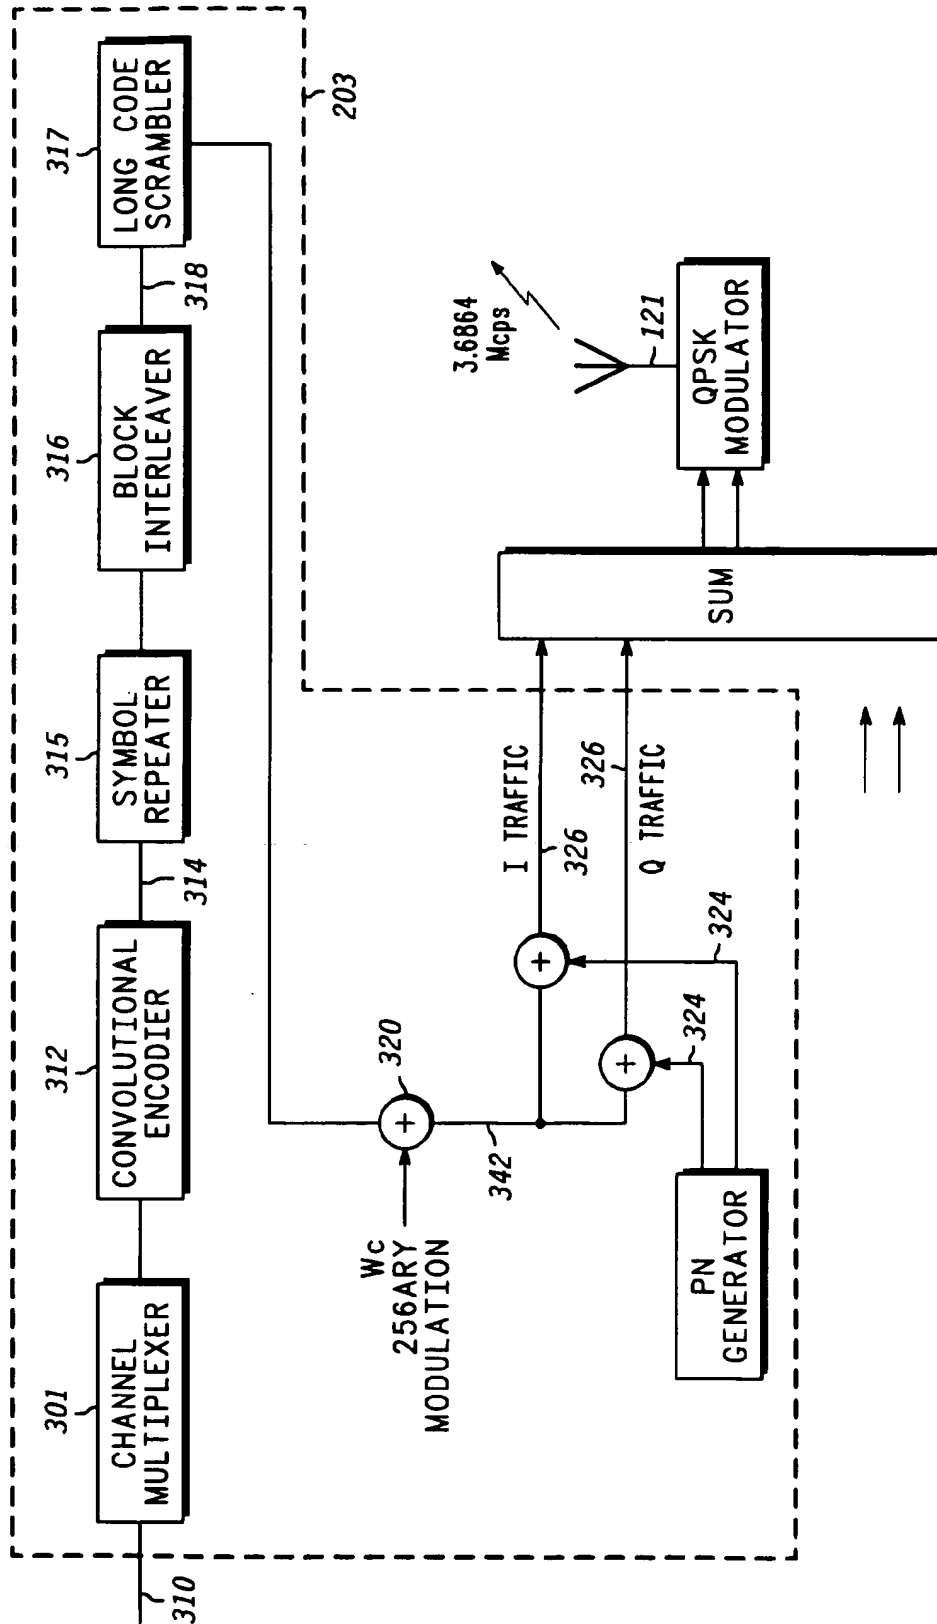 310
301
CHANNEL
MULTIPLEXER
312
CONVOLUTIONAL
ENCODIER
314
315
SYMBOL
REPEATER
316
BLOCK
INTERLEAVER
318
317
LONG CODE
SCRAMBLER
203
Wc
256ARY
MODULATION
320
342
I TRAFFIC
326
326
Q TRAFFIC
324
324
PN
GENERATOR
SUM
3.6864
Mcps
121
QPSK
MODULATOR
+
+
+